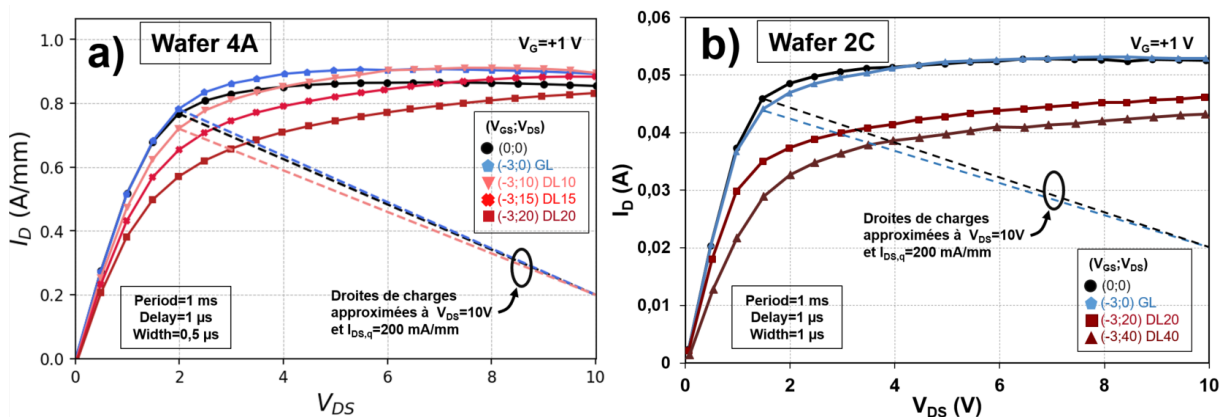 a)
Wafer 4A
V_G=+1 V
1.0
0.8
0.6
0.4
0.2
0.0
I_D (A/mm)
(V_GS;V_DS)
(0;0)
(-3;0) GL
(-3;10) DL10
(-3;15) DL15
(-3;20) DL20
Period=1 ms
Delay=1 µs
Width=0,5 µs
Droites de charges
approximées à V_DS=10V
et I_DS,q=200 mA/mm
0 2 4 6 8 10
V_DS
b)
Wafer 2C
V_G=+1 V
0,06
0,05
0,04
0,03
0,02
0,01
0
I_D (A)
Droites de charges
approximées à V_DS=10V
et I_DS,q=200 mA/mm
(V_GS;V_DS)
(0;0)
(-3;0) GL
(-3;20) DL20
(-3;40) DL40
Period=1 ms
Delay=1 µs
Width=1 µs
0 2 4 6 8 10
V_DS (V)